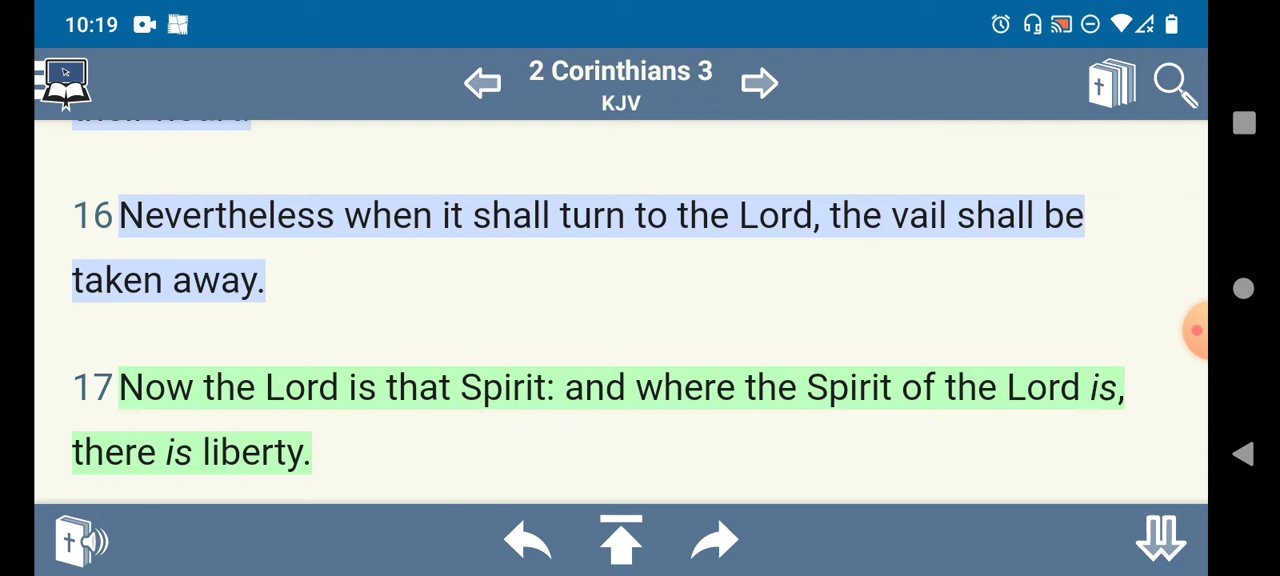 10:19
2 Corinthians 3
KJV
16 Nevertheless when it shall turn to the Lord, the vail shall be
taken away.
17 Now the Lord is that Spirit: and where the Spirit of the Lord is,
there is liberty.